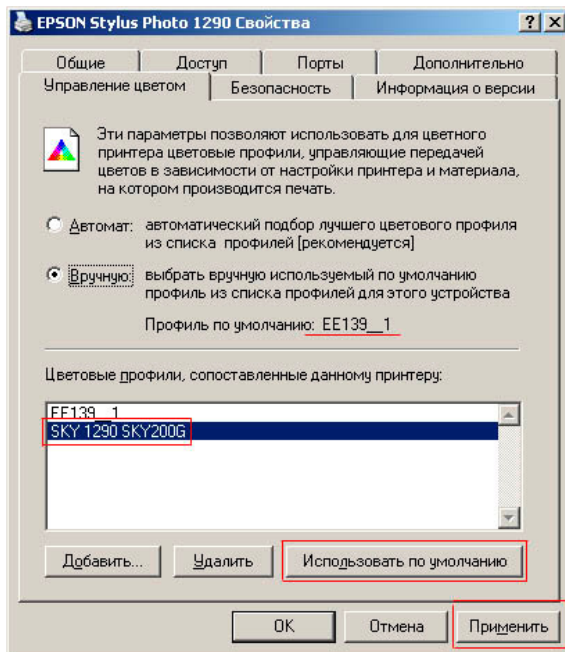 EPSON Stylus Photo 1290 Свойства
Общие
Доступ
Порты
Дополнительно
Управление цветом
Безопасность
Информация о версии
Эти параметры позволяют использовать для цветного
принтера цветовые профили, управляющие передачей
цветов в зависимости от настройки принтера и материала,
на котором производится печать.
Автомат: автоматический подбор лучшего цветового профиля
из списка профилей [рекомендуется]
Вручную: выбрать вручную используемый по умолчанию
профиль из списка профилей для этого устройства
Профиль по умолчанию: EE139__1
Цветовые профили, сопоставленные данному принтеру:
EE139__1
SKY 1290 SKY200G
Добавить...
Удалить
Использовать по умолчанию
OK
Отмена
Применить